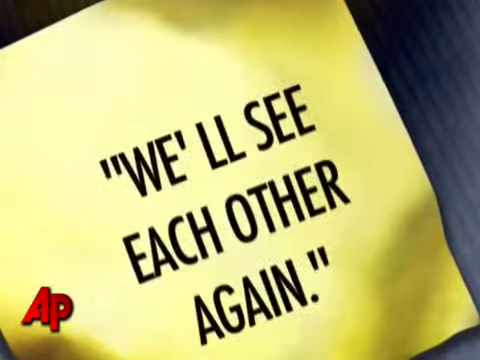 "WE' LL SEE
EACH OTHER
AGAIN."
AP